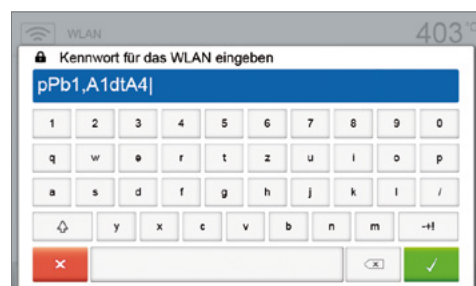 WLAN 403 °C
Kennwort für das WLAN eingeben
pPb1,A1dtA4|
1 2 3 4 5 6 7 8 9 0
q w e r t z u i o p
a s d f g h j k l /
y x c v b n m -+!